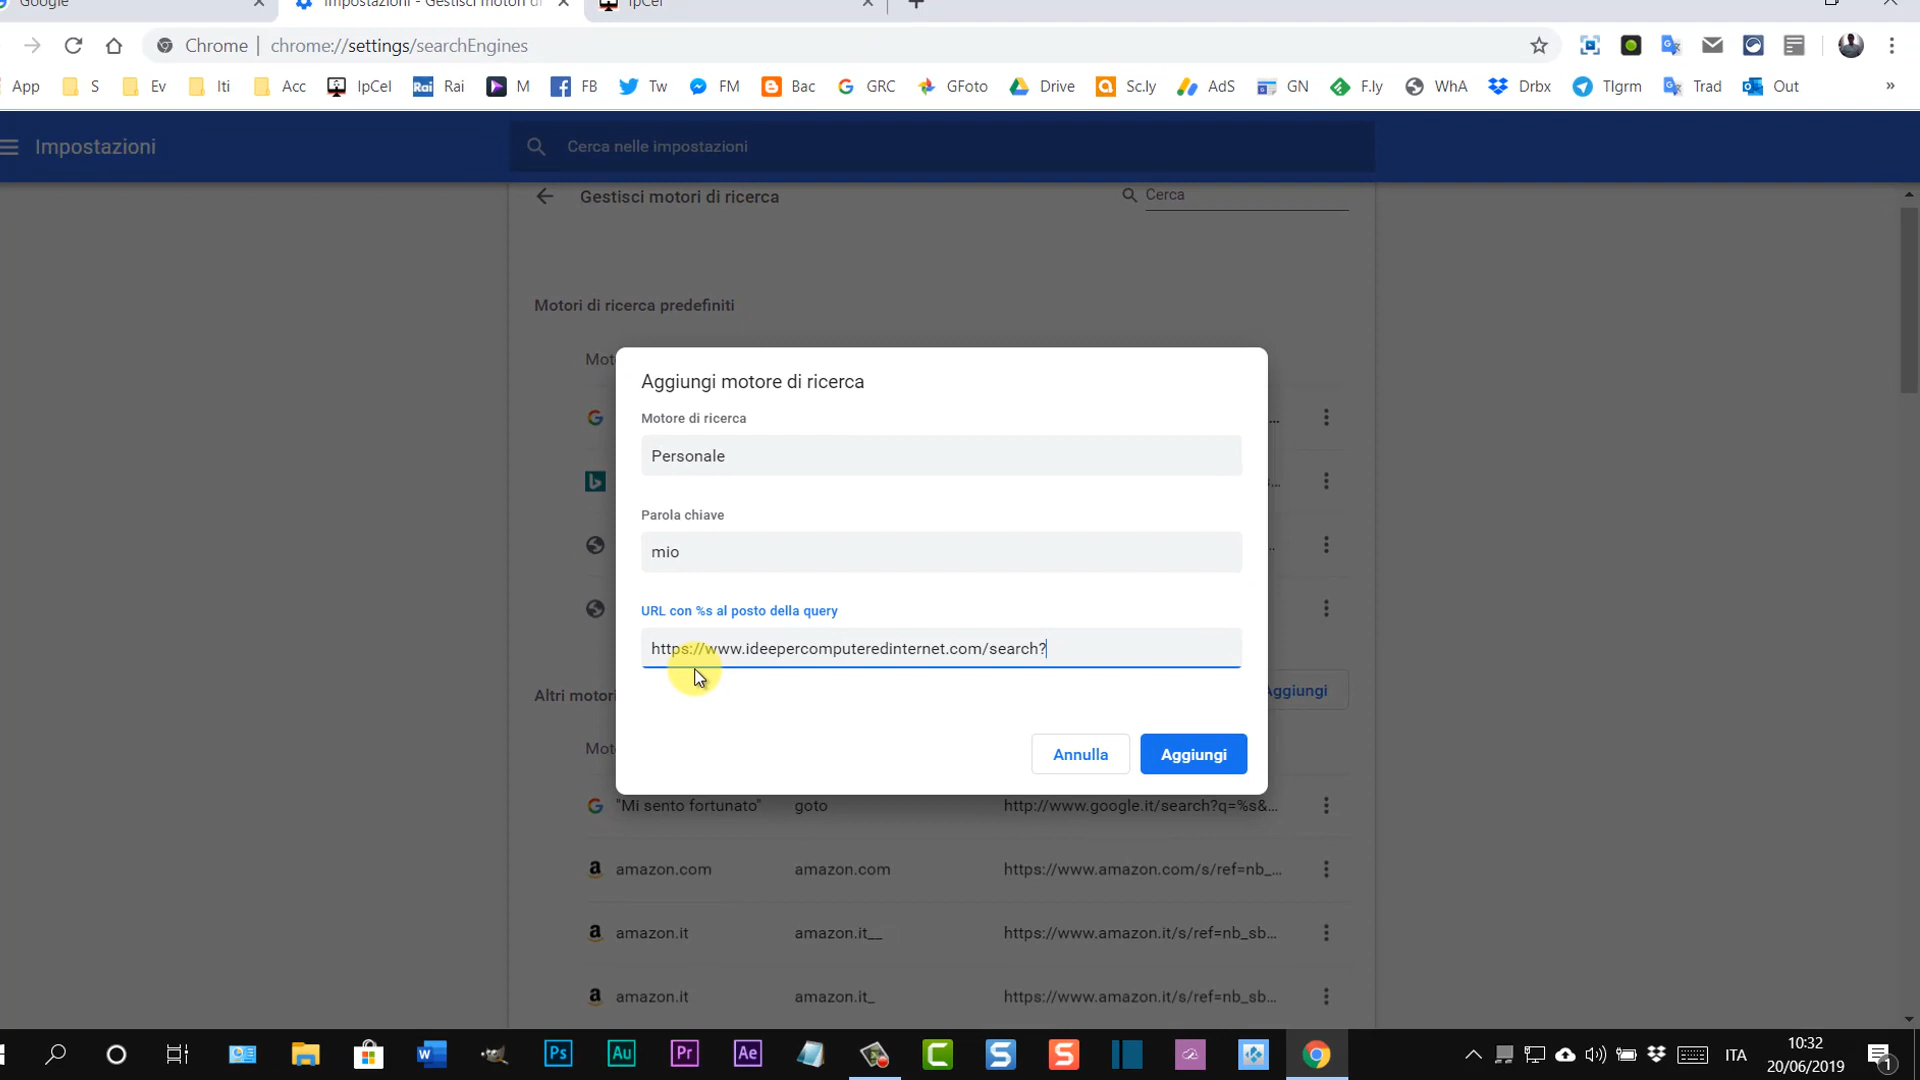 Google
Impostazioni - Gestisci motori di
IpCel
Chrome | chrome://settings/searchEngines
App S Ev Iti Acc IpCel Rai Rai M FB Tw FM Bac GRC GFoto Drive Sc.ly AdS GN F.ly WhA Drbx Tlgrm Trad Out »
Impostazioni
Cerca nelle impostazioni
Gestisci motori di ricerca
Cerca
Motori di ricerca predefiniti
Mot
Aggiungi motore di ricerca
Motore di ricerca
Personale
Parola chiave
mio
URL con %s al posto della query
https://www.ideepercomputeredinternet.com/search?
Altri motori
Aggiungi
Mot
Annulla
Aggiungi
"Mi sento fortunato" goto http://www.google.it/search?q=%s&...
amazon.com amazon.com https://www.amazon.com/s/ref=nb_...
amazon.it amazon.it__ https://www.amazon.it/s/ref=nb_sb...
amazon.it amazon.it_ https://www.amazon.it/s/ref=nb_sb...
Ps Au Pr Ae
ITA
10:32
20/06/2019
1